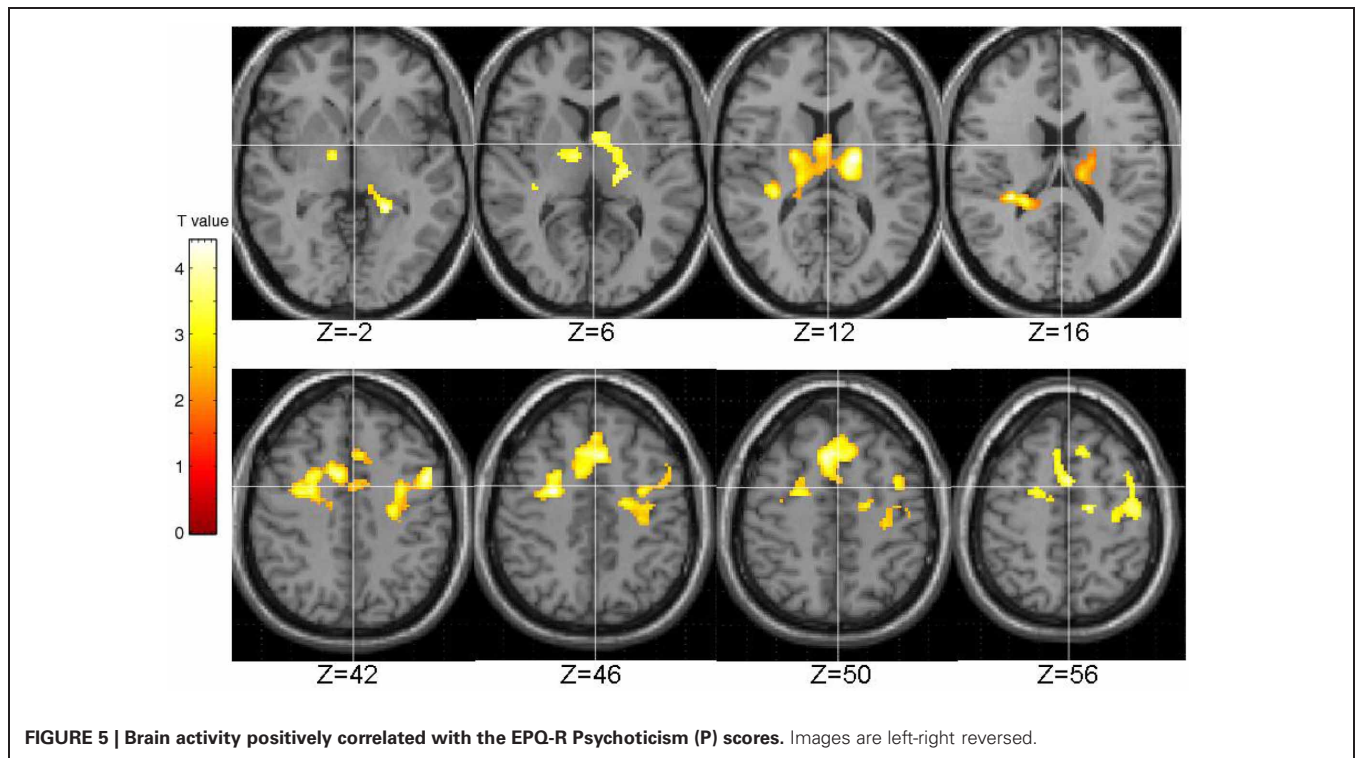 Z=-2 Z=6 Z=12 Z=16
T value
4
3
2
1
0
Z=42 Z=46 Z=50 Z=56
FIGURE 5 | Brain activity positively correlated with the EPQ-R Psychoticism (P) scores. Images are left-right reversed.